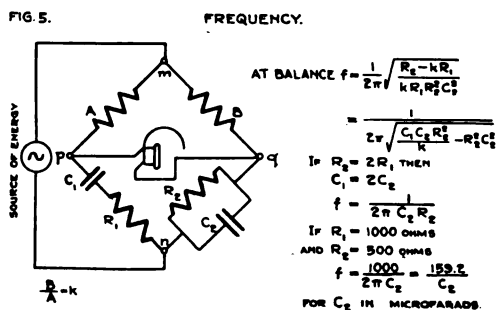 FIG. 5.
FREQUENCY.
m
A
B
p
q
SOURCE OF ENERGY
~
C₁
R₁
R₂
C₂
n
B/A = k
AT BALANCE f = 1/2π √(R₂ − kR₁ / kR₁R₂²C₂²)
= 1 / 2π √(C₁C₂R₂²/k − R₂²C₂²)
IF R₂ = 2R₁ THEN
C₁ = 2C₂
f = 1 / 2π C₂ R₂
IF R₁ = 1000 OHMS
AND R₂ = 500 OHMS
f = 1000 / 2π C₂ = 159.2 / C₂
FOR C₂ IN MICROFARADS.